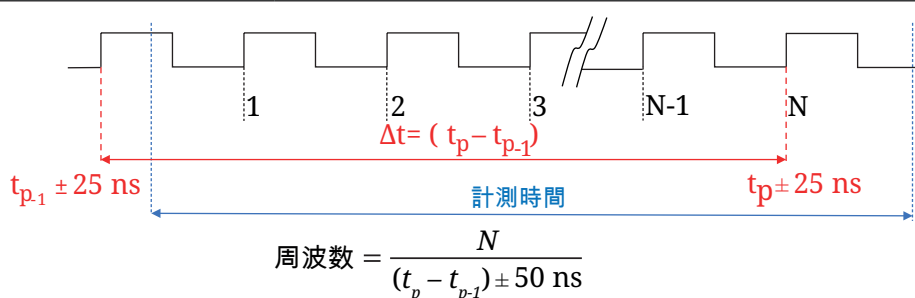 1 2 3 N-1 N
Δt= ( tp– tp-1)
tp-1 ± 25 ns tp± 25 ns
計測時間
周波数 = N / (tp – tp-1) ± 50 ns